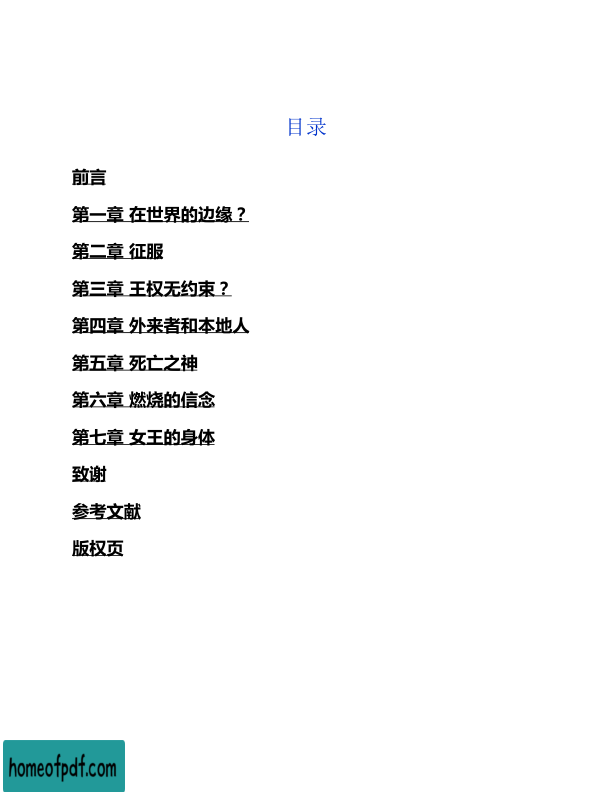 目录
前言
第一章 在世界的边缘？
第二章 征服
第三章 王权无约束？
第四章 外来者和本地人
第五章 死亡之神
第六章 燃烧的信念
第七章 女王的身体
致谢
参考文献
版权页
homeofpdf.com